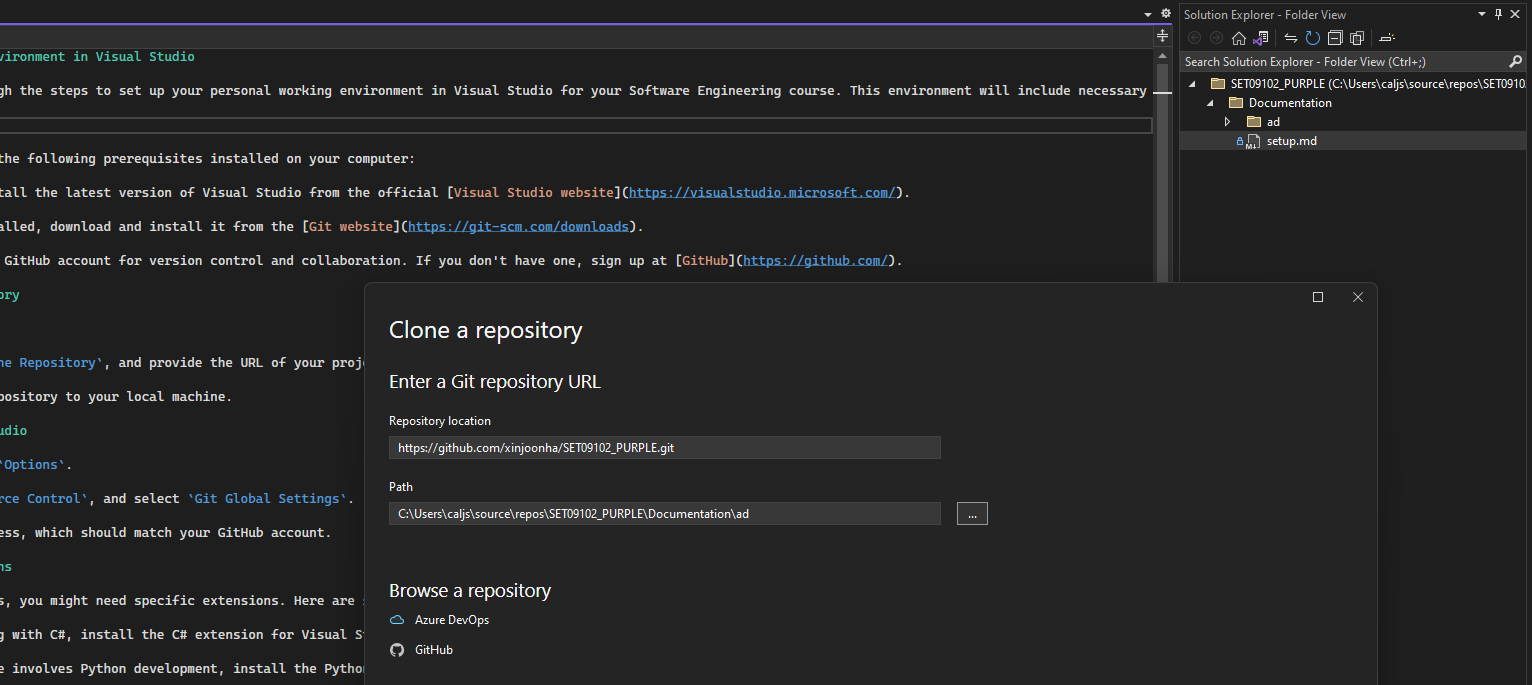 vironment in Visual Studio
gh the steps to set up your personal working environment in Visual Studio for your Software Engineering course. This environment will include necessary
the following prerequisites installed on your computer:
tall the latest version of Visual Studio from the official [Visual Studio website](https://visualstudio.microsoft.com/).
alled, download and install it from the [Git website](https://git-scm.com/downloads).
GitHub account for version control and collaboration. If you don't have one, sign up at [GitHub](https://github.com/).
ory
ne Repository`, and provide the URL of your proj
pository to your local machine.
udio
`Options`.
rce Control`, and select `Git Global Settings`.
ess, which should match your GitHub account.
ns
s, you might need specific extensions. Here are s
g with C#, install the C# extension for Visual St
e involves Python development, install the Python
Solution Explorer - Folder View
Search Solution Explorer - Folder View (Ctrl+;)
SET09102_PURPLE (C:\Users\caljs\source\repos\SET0910
Documentation
ad
setup.md
Clone a repository
Enter a Git repository URL
Repository location
https://github.com/xinjoonha/SET09102_PURPLE.git
Path
C:\Users\caljs\source\repos\SET09102_PURPLE\Documentation\ad
...
Browse a repository
Azure DevOps
GitHub